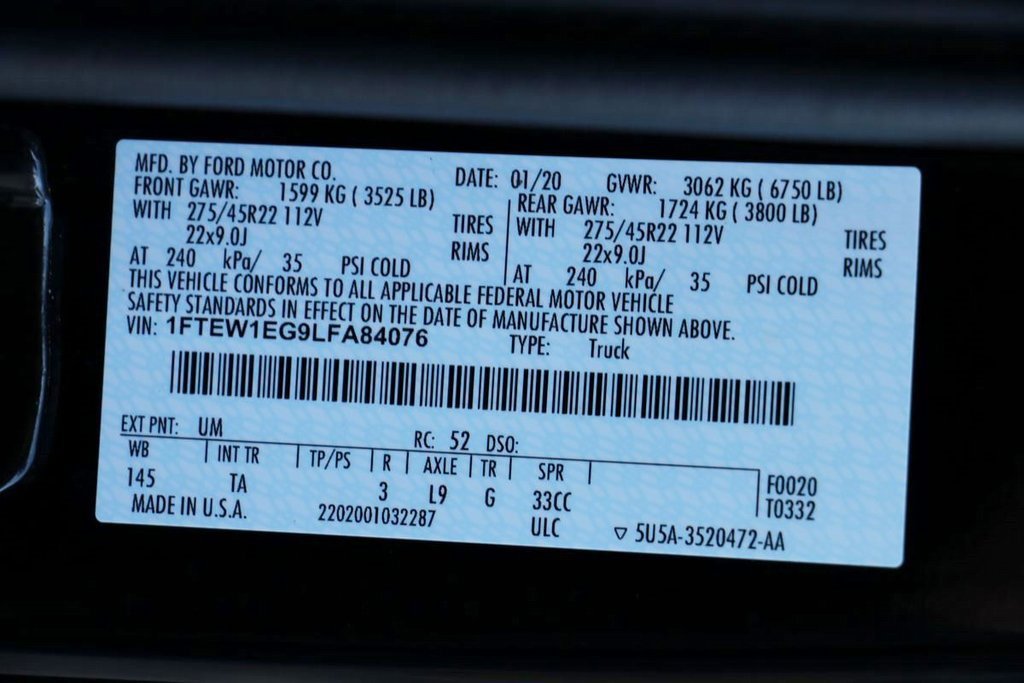 MFD. BY FORD MOTOR CO. DATE: 01/20 GVWR: 3062 KG ( 6750 LB)
FRONT GAWR: 1599 KG ( 3525 LB) REAR GAWR: 1724 KG ( 3800 LB)
WITH 275/45R22 112V TIRES WITH 275/45R22 112V TIRES
22x9.0J RIMS 22x9.0J RIMS
AT 240 kPa/ 35 PSI COLD AT 240 kPa/ 35 PSI COLD
THIS VEHICLE CONFORMS TO ALL APPLICABLE FEDERAL MOTOR VEHICLE
SAFETY STANDARDS IN EFFECT ON THE DATE OF MANUFACTURE SHOWN ABOVE.
VIN: 1FTEW1EG9LFA84076 TYPE: Truck
EXT PNT: UM RC: 52 DSO:
WB INT TR TP/PS R AXLE TR SPR F0020
145 TA 3 L9 G 33CC T0332
MADE IN U.S.A. 2202001032287 ULC ▽ 5U5A-3520472-AA